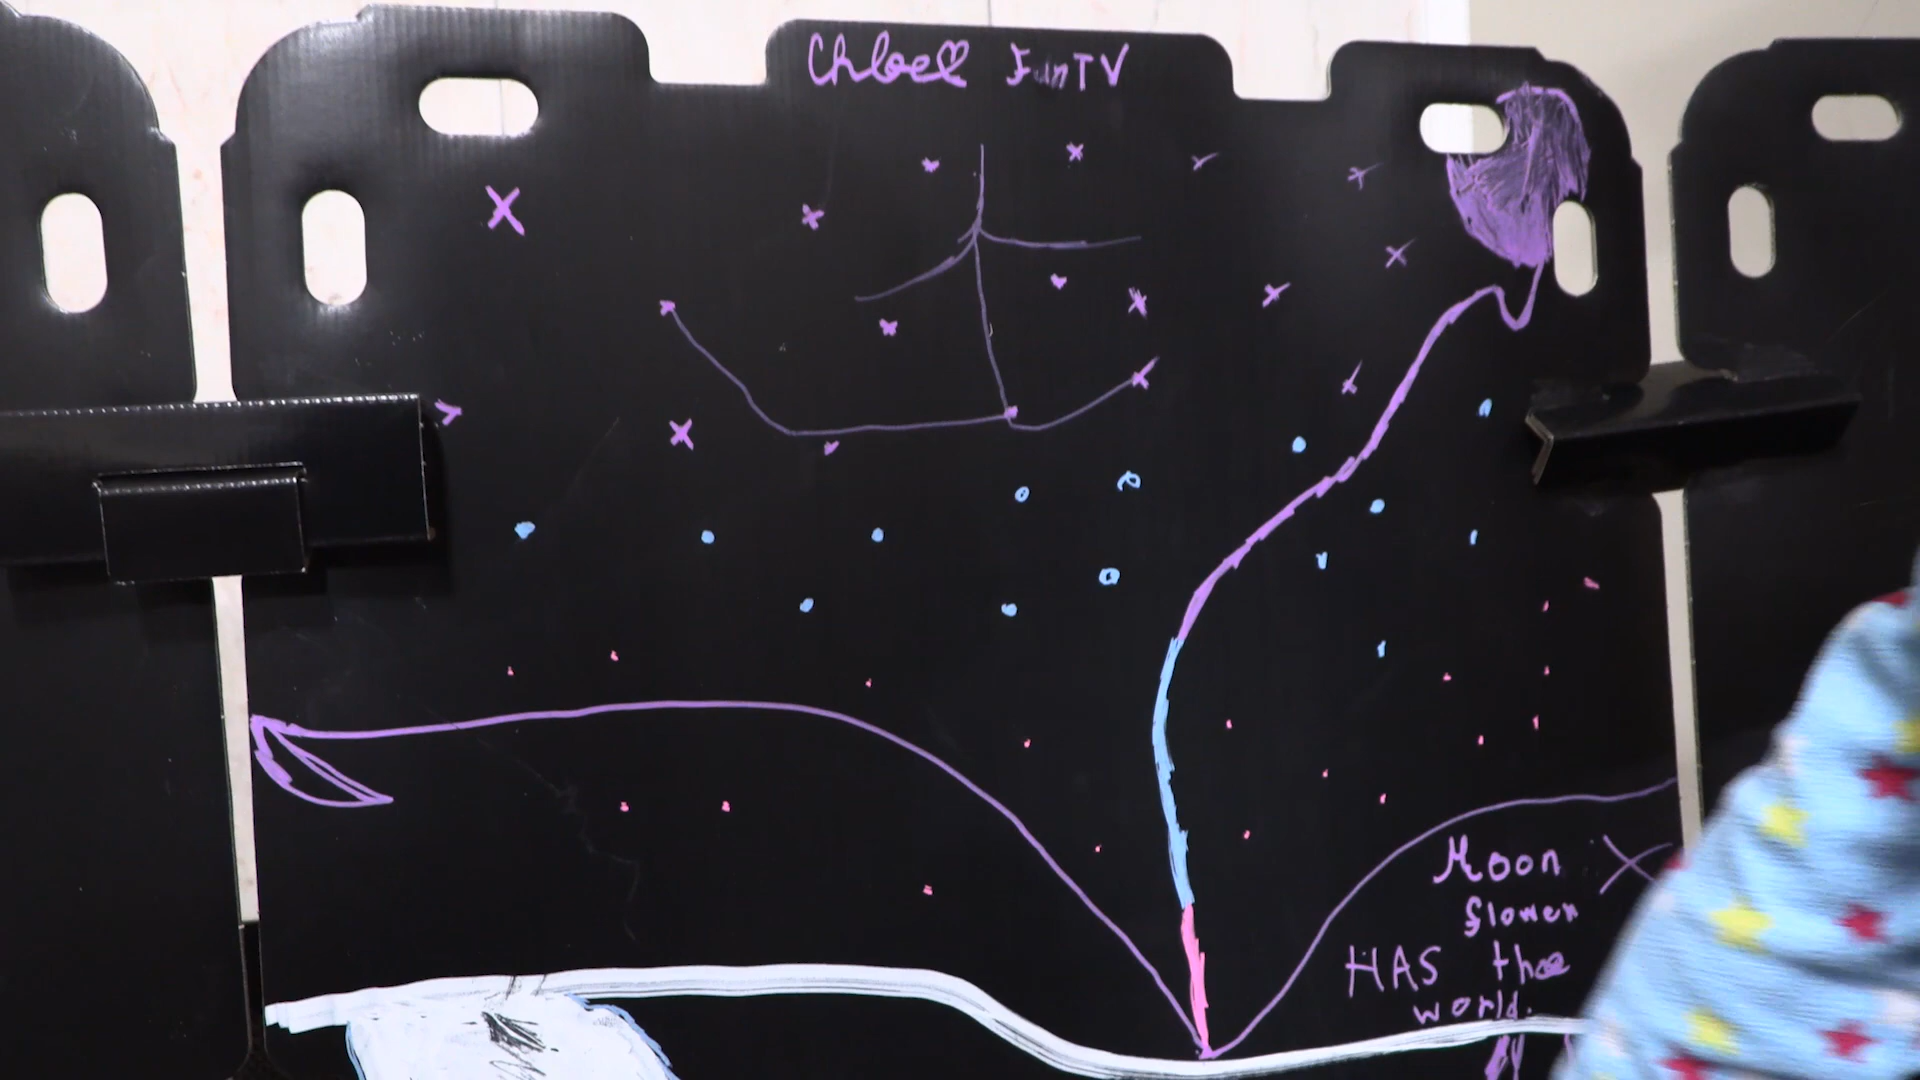 Chloe FunTV
Moon
flower
HAS the
world.